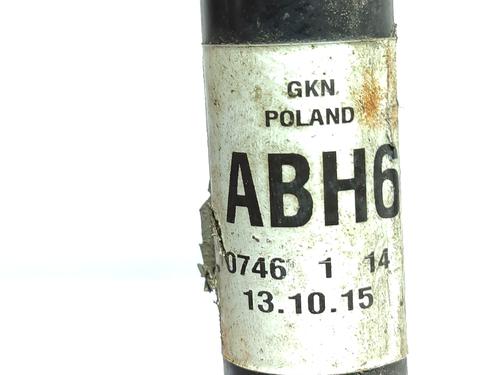 GKN
POLAND
ABH6
0746 1 14
13.10.15